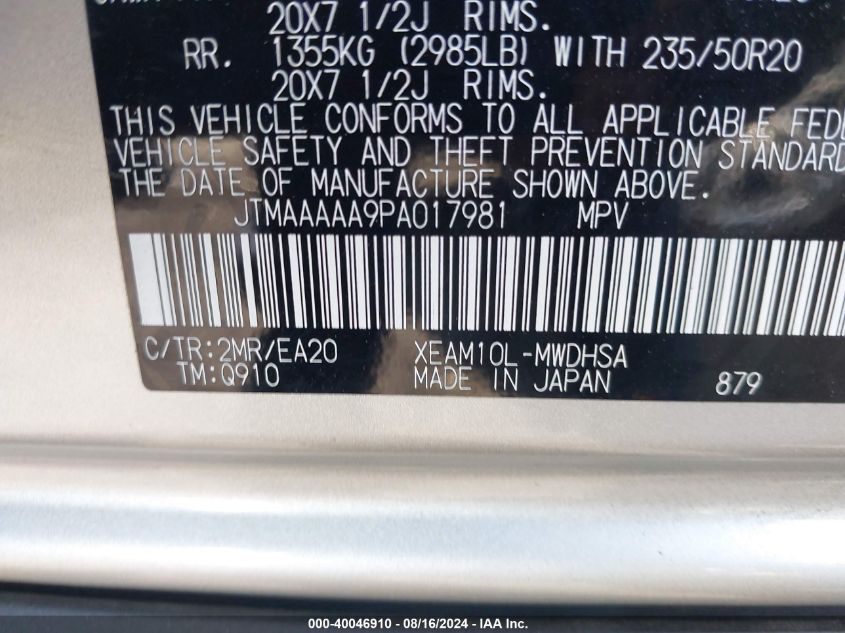 20X7 1/2J RIMS.
RR. 1355KG (2985LB) WITH 235/50R20
20X7 1/2J RIMS.
THIS VEHICLE CONFORMS TO ALL APPLICABLE FEDE
VEHICLE SAFETY AND THEFT PREVENTION STANDARD
THE DATE OF MANUFACTURE SHOWN ABOVE.
JTMAAAAA9PA017981 MPV
C/TR:2MR/EA20 XEAM10L-MWDHSA
TM:Q910 MADE IN JAPAN 879
000-40046910 - 08/16/2024 - IAA Inc.